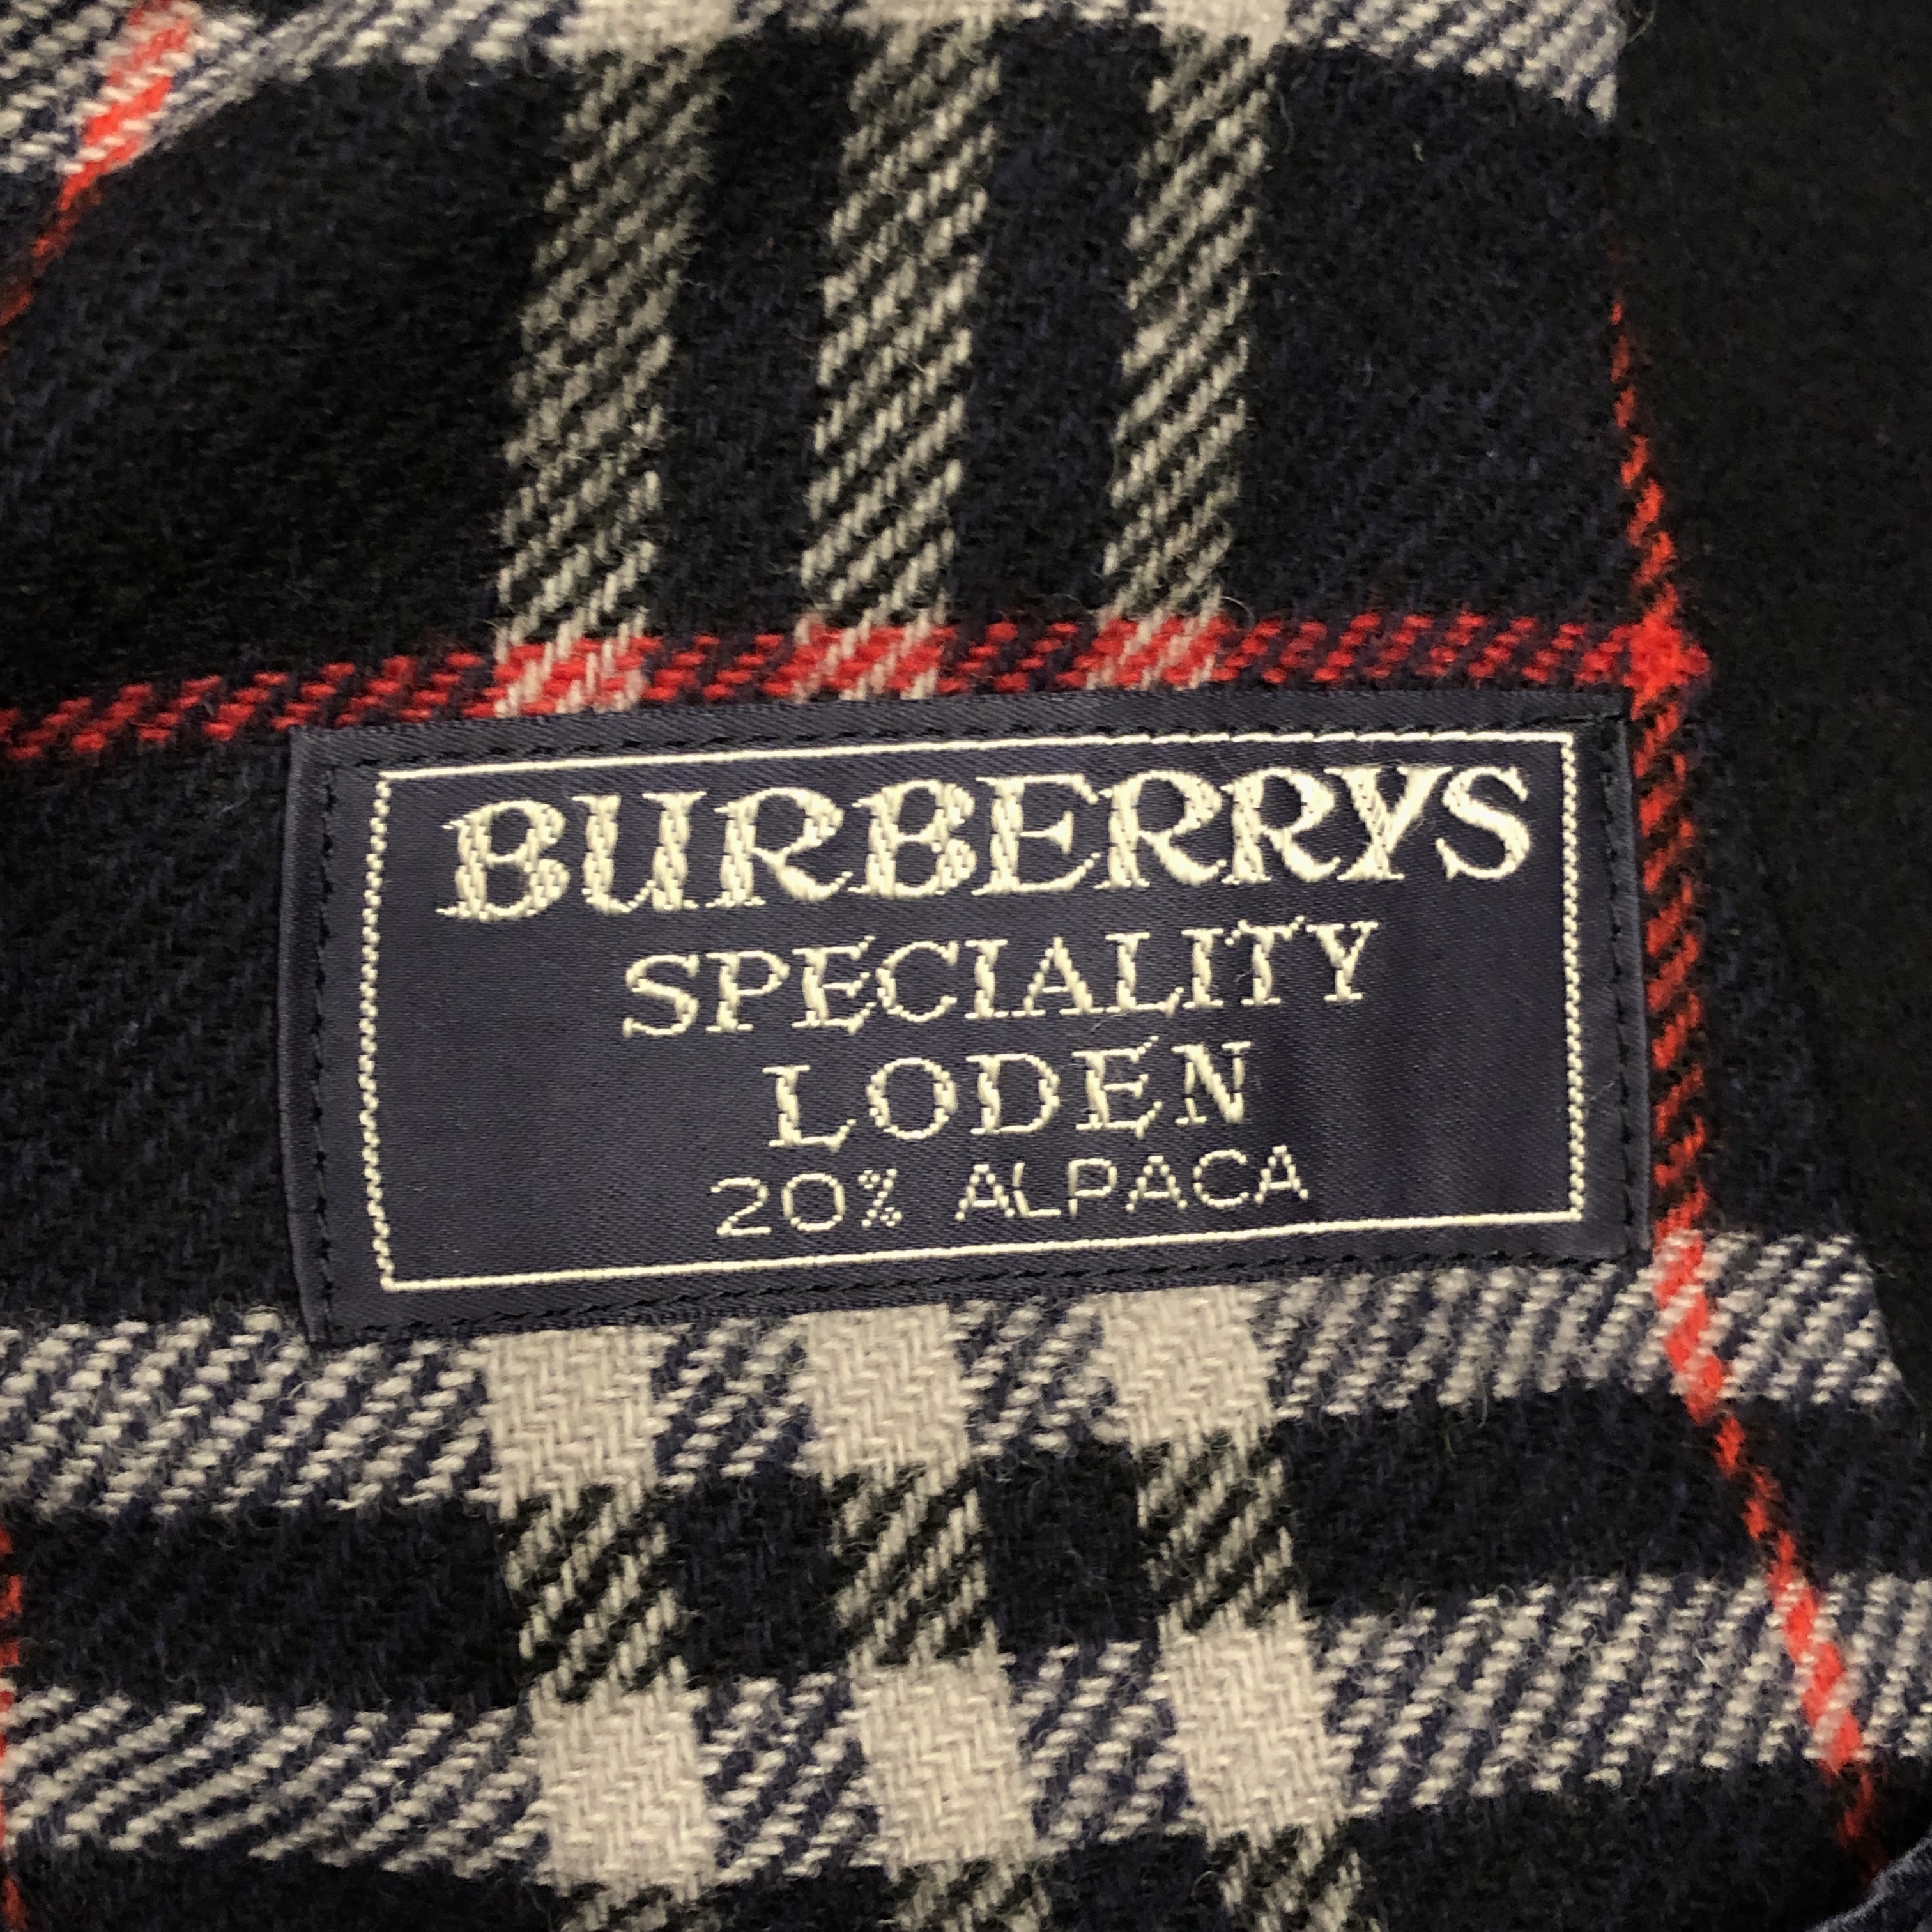 BURBERRYS
SPECIALITY
LODEN
20% ALPACA